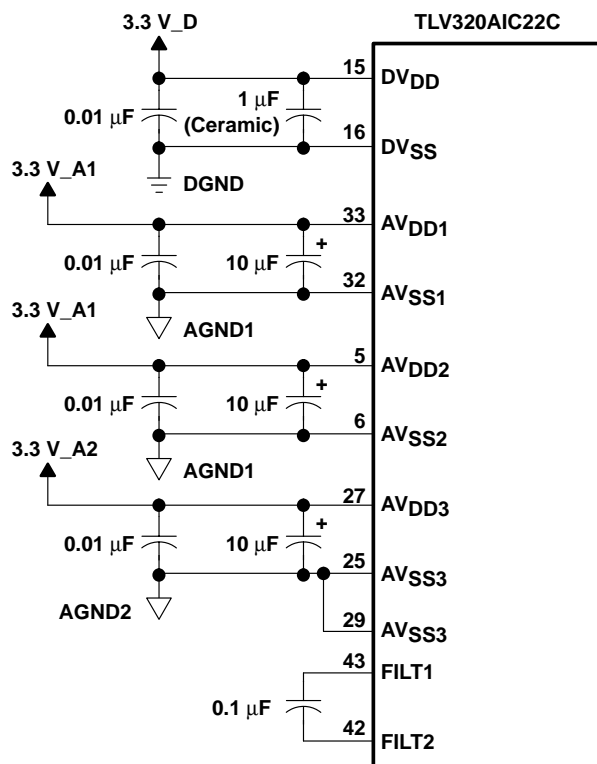 TLV320AIC22C
3.3 V_D
15 DVDD
0.01 μF
1 μF
(Ceramic)
16 DVSS
DGND
3.3 V_A1
33 AVDD1
0.01 μF
10 μF
+
32 AVSS1
AGND1
3.3 V_A1
5 AVDD2
0.01 μF
10 μF
+
6 AVSS2
AGND1
3.3 V_A2
27 AVDD3
0.01 μF
10 μF
+
25 AVSS3
AGND2
29 AVSS3
43 FILT1
0.1 μF
42 FILT2